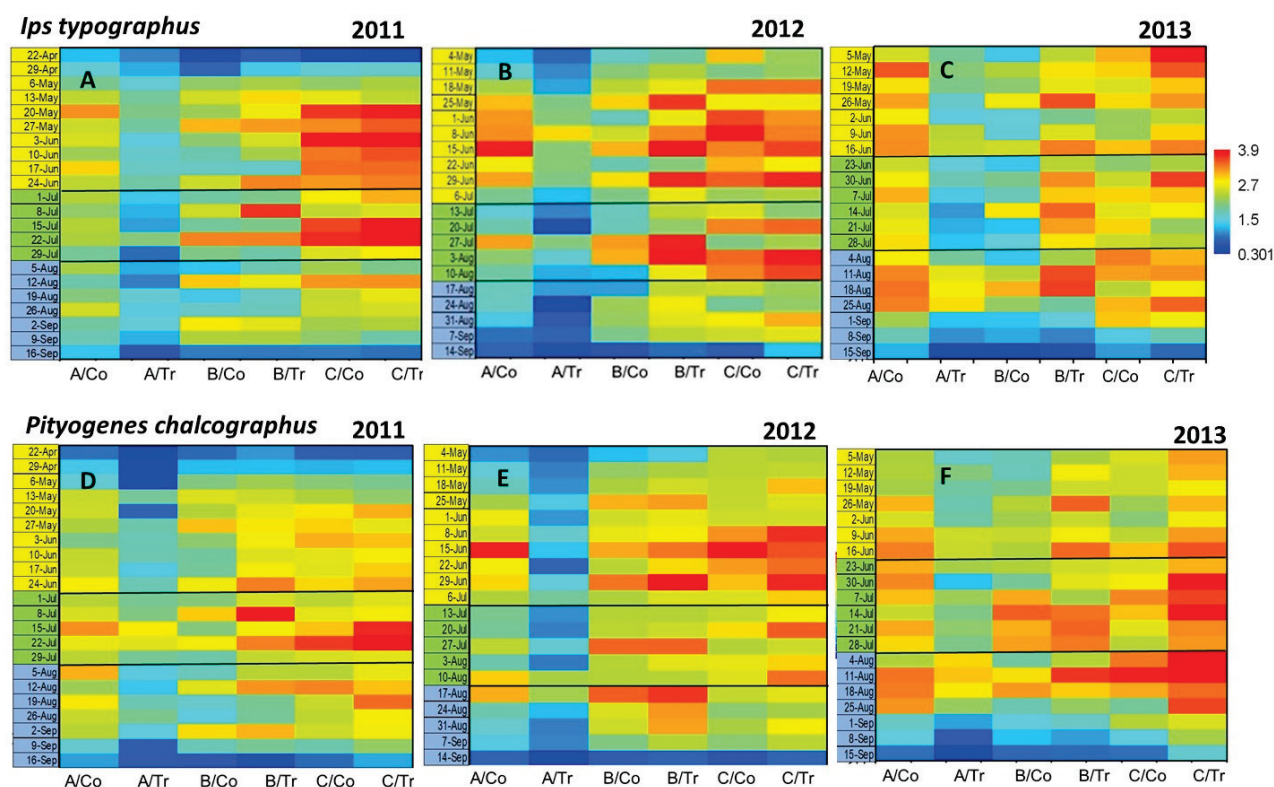 Ips typographus 2011 2012 2013
A
22-Apr
29-Apr
6-May
13-May
20-May
27-May
3-Jun
10-Jun
17-Jun
24-Jun
1-Jul
8-Jul
15-Jul
22-Jul
29-Jul
5-Aug
12-Aug
19-Aug
26-Aug
2-Sep
9-Sep
16-Sep
A/Co A/Tr B/Co B/Tr C/Co C/Tr
B
4-May
11-May
18-May
25-May
1-Jun
8-Jun
15-Jun
22-Jun
29-Jun
6-Jul
13-Jul
20-Jul
27-Jul
3-Aug
10-Aug
17-Aug
24-Aug
31-Aug
7-Sep
14-Sep
A/Co A/Tr B/Co B/Tr C/Co C/Tr
C
5-May
12-May
19-May
26-May
2-Jun
9-Jun
16-Jun
23-Jun
30-Jun
7-Jul
14-Jul
21-Jul
28-Jul
4-Aug
11-Aug
18-Aug
25-Aug
1-Sep
8-Sep
15-Sep
A/Co A/Tr B/Co B/Tr C/Co C/Tr
3.9
2.7
1.5
0.301
Pityogenes chalcographus 2011 2012 2013
D
22-Apr
29-Apr
6-May
13-May
20-May
27-May
3-Jun
10-Jun
17-Jun
24-Jun
1-Jul
8-Jul
15-Jul
22-Jul
29-Jul
5-Aug
12-Aug
19-Aug
26-Aug
2-Sep
9-Sep
16-Sep
A/Co A/Tr B/Co B/Tr C/Co C/Tr
E
4-May
11-May
18-May
25-May
1-Jun
8-Jun
15-Jun
22-Jun
29-Jun
6-Jul
13-Jul
20-Jul
27-Jul
3-Aug
10-Aug
17-Aug
24-Aug
31-Aug
7-Sep
14-Sep
A/Co A/Tr B/Co B/Tr C/Co C/Tr
F
5-May
12-May
19-May
26-May
2-Jun
9-Jun
16-Jun
23-Jun
30-Jun
7-Jul
14-Jul
21-Jul
28-Jul
4-Aug
11-Aug
18-Aug
25-Aug
1-Sep
8-Sep
15-Sep
A/Co A/Tr B/Co B/Tr C/Co C/Tr